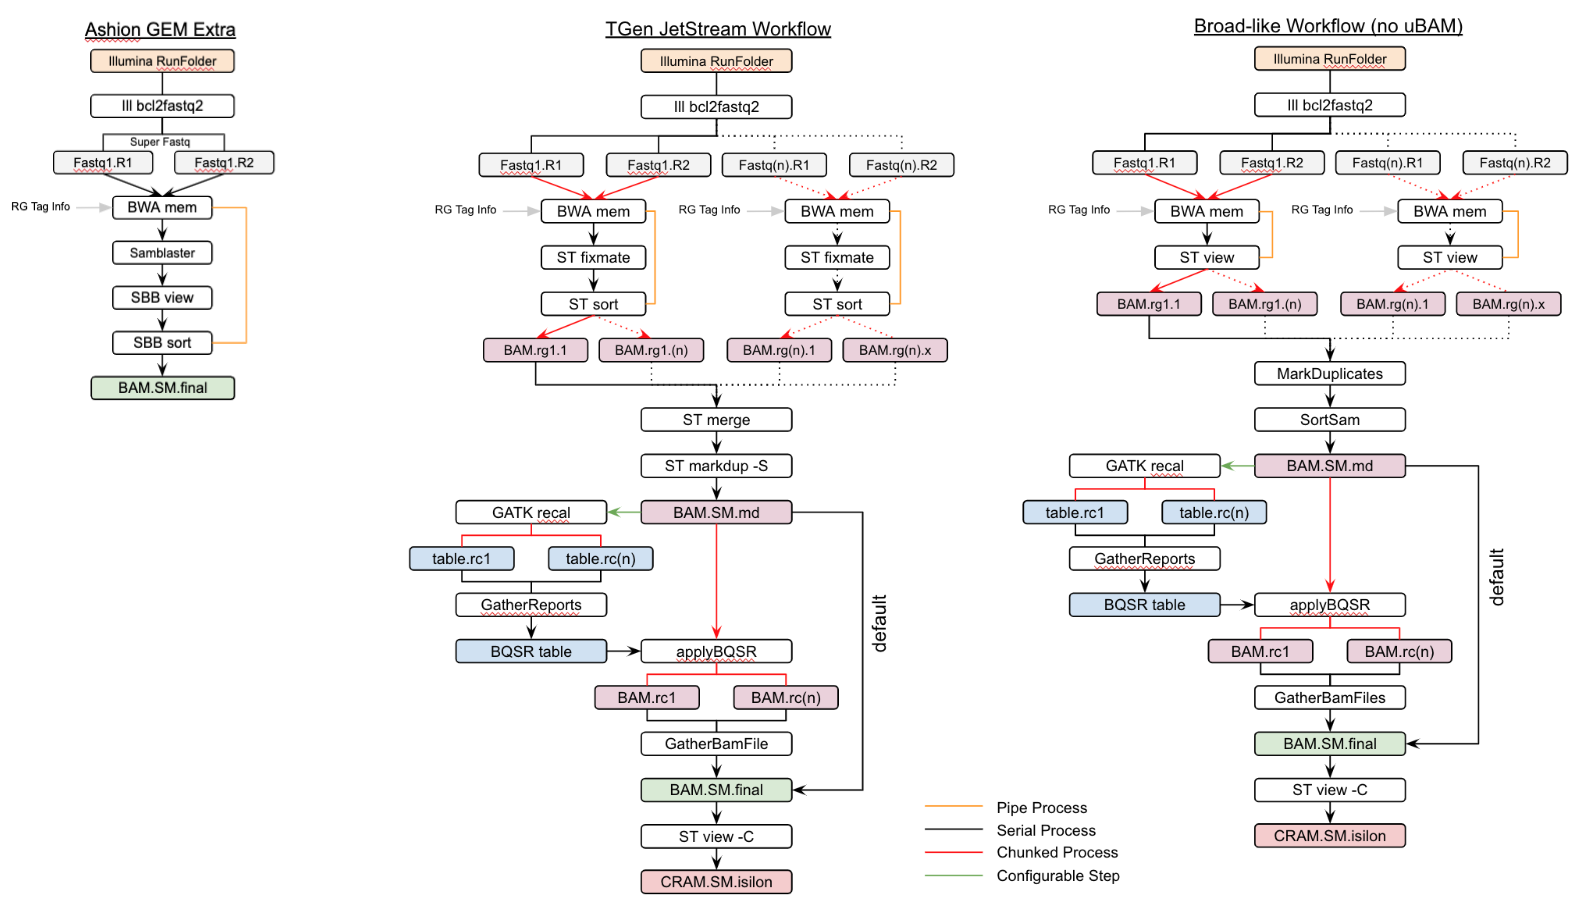 Ashion GEM Extra
Illumina RunFolder
Ill bcl2fastq2
Super Fastq
Fastq1.R1
Fastq1.R2
RG Tag Info
BWA mem
Samblaster
SBB view
SBB sort
BAM.SM.final
TGen JetStream Workflow
Illumina RunFolder
Ill bcl2fastq2
Fastq1.R1
Fastq1.R2
Fastq(n).R1
Fastq(n).R2
RG Tag Info
BWA mem
RG Tag Info
BWA mem
ST fixmate
ST fixmate
ST sort
ST sort
BAM.rg1.1
BAM.rg1.(n)
BAM.rg(n).1
BAM.rg(n).x
ST merge
ST markdup -S
GATK recal
BAM.SM.md
table.rc1
table.rc(n)
GatherReports
default
BQSR table
applyBQSR
BAM.rc1
BAM.rc(n)
GatherBamFile
BAM.SM.final
ST view -C
CRAM.SM.isilon
Broad-like Workflow (no uBAM)
Illumina RunFolder
Ill bcl2fastq2
Fastq1.R1
Fastq1.R2
Fastq(n).R1
Fastq(n).R2
RG Tag Info
BWA mem
RG Tag Info
BWA mem
ST view
ST view
BAM.rg1.1
BAM.rg1.(n)
BAM.rg(n).1
BAM.rg(n).x
MarkDuplicates
SortSam
GATK recal
BAM.SM.md
table.rc1
table.rc(n)
GatherReports
default
BQSR table
applyBQSR
BAM.rc1
BAM.rc(n)
GatherBamFiles
BAM.SM.final
ST view -C
CRAM.SM.isilon
Pipe Process
Serial Process
Chunked Process
Configurable Step